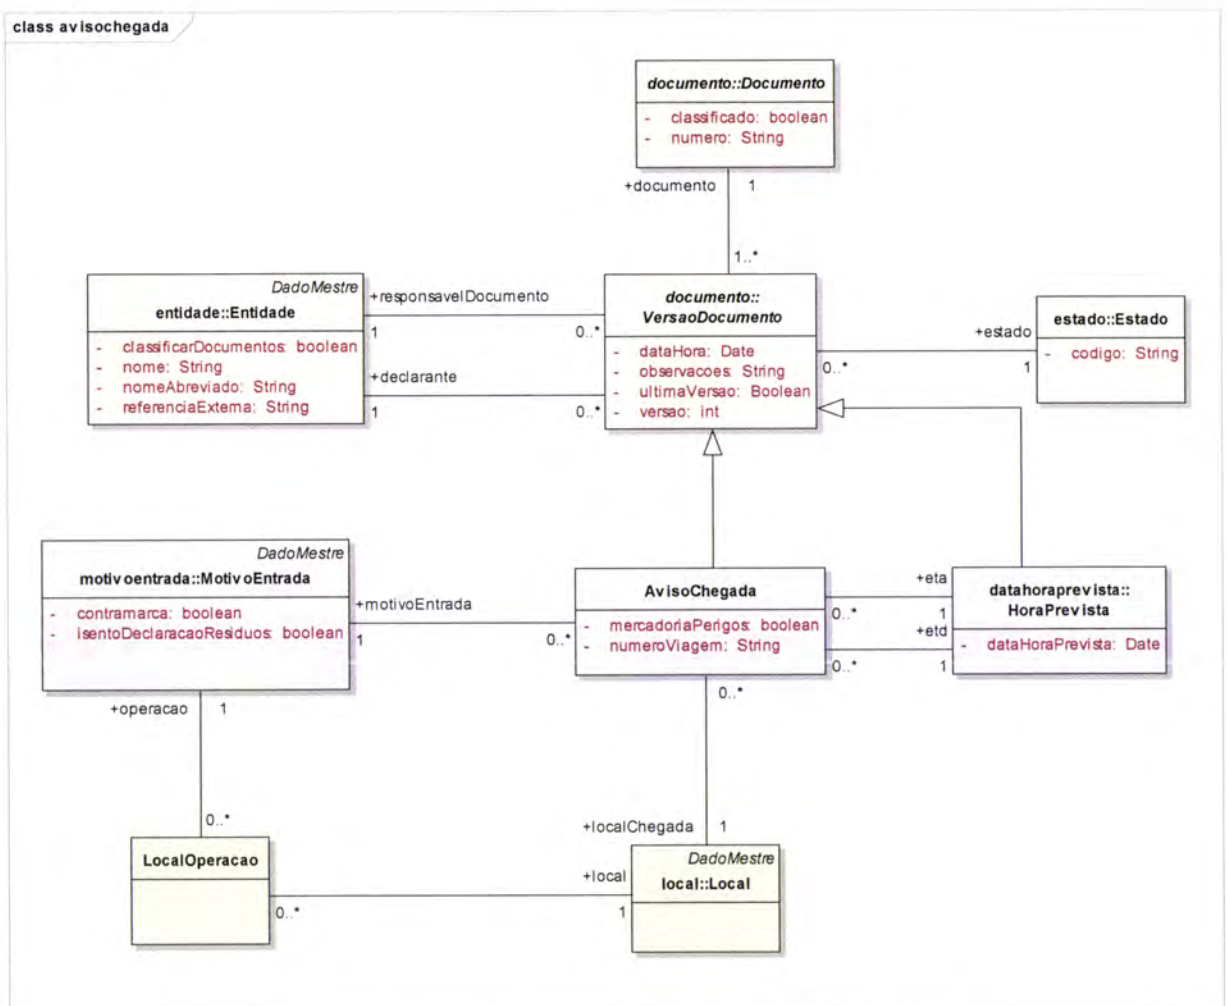 class avisochegada
documento::Documento
- classificado: boolean
- numero: String
+documento 1
1..*
DadoMestre
entidade::Entidade
- classificarDocumentos: boolean
- nome: String
- nomeAbreviado: String
- referenciaExterna: String
+responsavelDocumento
1 0..*
+declarante
1 0..*
documento::
VersaoDocumento
- dataHora: Date
- observacoes: String
- ultimaVersao: Boolean
- versao: int
+estado
0..* 1
estado::Estado
- codigo: String
DadoMestre
motivoentrada::MotivoEntrada
- contramarca: boolean
- isentoDeclaracaoResiduos: boolean
+motivoEntrada
1 0..*
AvisoChegada
- mercadoriaPerigos: boolean
- numeroViagem: String
+eta
0..* 1
+etd
0..* 1
datahoraprevista::
HoraPrevista
- dataHoraPrevista: Date
+operacao 1
0..*
0..*
+localChegada 1
LocalOperacao
+local
0..* 1
DadoMestre
local::Local